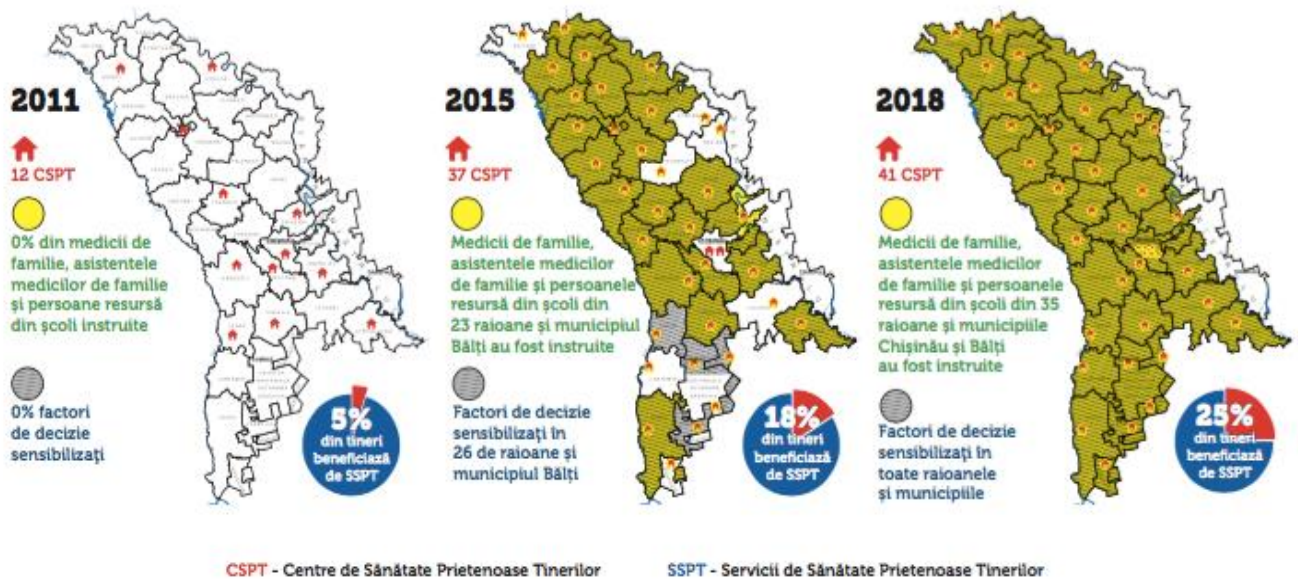 2011
12 CSPT
0% din medicii de
familie, asistentele
medicilor de familie
și persoane resursă
din școli instruite
0% factori
de decizie
sensibilizați
5%
din tineri
beneficiază
de SSPT
2015
37 CSPT
Medicii de familie,
asistentele medicilor
de familie și persoanele
resursă din școli din
23 raioane și municipiul
Bălți au fost instruite
Factori de decizie
sensibilizați în
26 de raioane și
municipiul Bălți
18%
din tineri
beneficiază
de SSPT
2018
41 CSPT
Medicii de familie,
asistentele medicilor
de familie și persoanele
resursă din școli din 35
raioane și municipiile
Chișinău și Bălți
au fost instruite
Factori de decizie
sensibilizați în
toate raioanele
și municipiile
25%
din tineri
beneficiază
de SSPT
CSPT - Centre de Sănătate Prietenoase Tinerilor
SSPT - Servicii de Sănătate Prietenoase Tinerilor